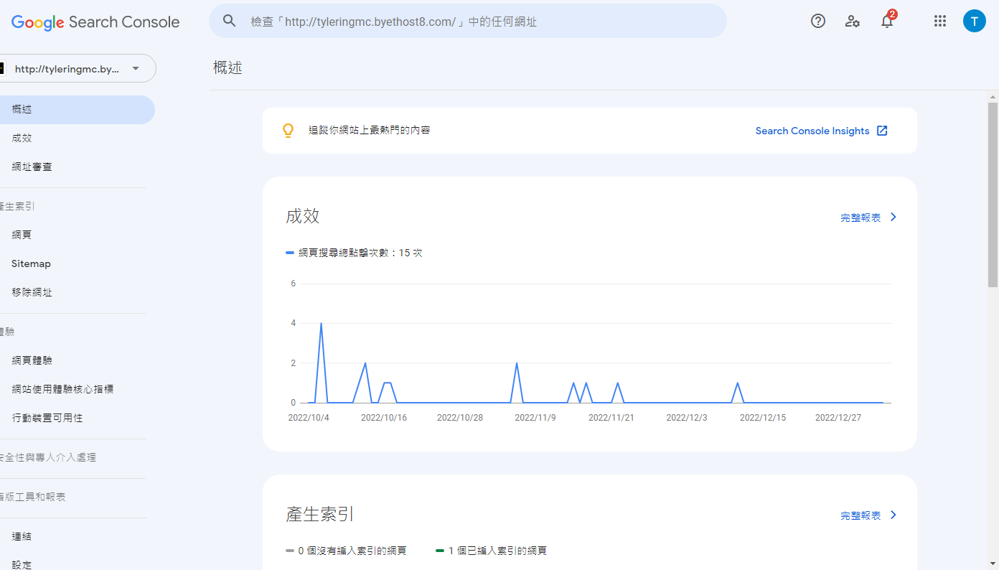 Google Search Console
檢查「http://tyleringmc.byethost8.com/」中的任何網址
2
T
http://tyleringmc.by...
概述
概述
成效
網址審查
產生索引
網頁
Sitemap
移除網址
體驗
網頁體驗
網站使用體驗核心指標
行動裝置可用性
安全性與專人介入處理
舊版工具和報表
連結
設定
追蹤你網站上最熱門的內容
Search Console Insights
成效
完整報表
網頁搜尋總點擊次數：15 次
6
4
2
0
2022/10/4 2022/10/16 2022/10/28 2022/11/9 2022/11/21 2022/12/3 2022/12/15 2022/12/27
產生索引
完整報表
0 個沒有編入索引的網頁 1 個已編入索引的網頁